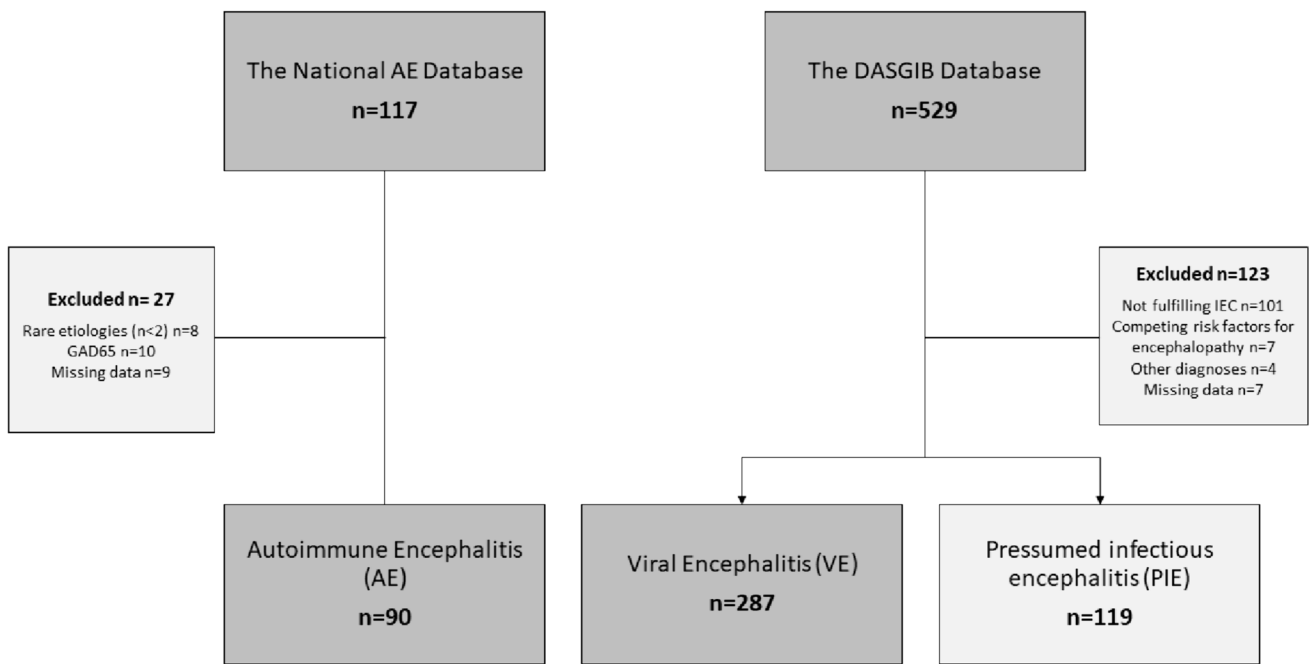 The National AE Database
n=117
The DASGIB Database
n=529
Excluded n= 27
Rare etiologies (n<2) n=8
GAD65 n=10
Missing data n=9
Excluded n=123
Not fulfilling IEC n=101
Competing risk factors for
encephalopathy n=7
Other diagnoses n=4
Missing data n=7
Autoimmune Encephalitis
(AE)
n=90
Viral Encephalitis (VE)
n=287
Pressumed infectious
encephalitis (PIE)
n=119